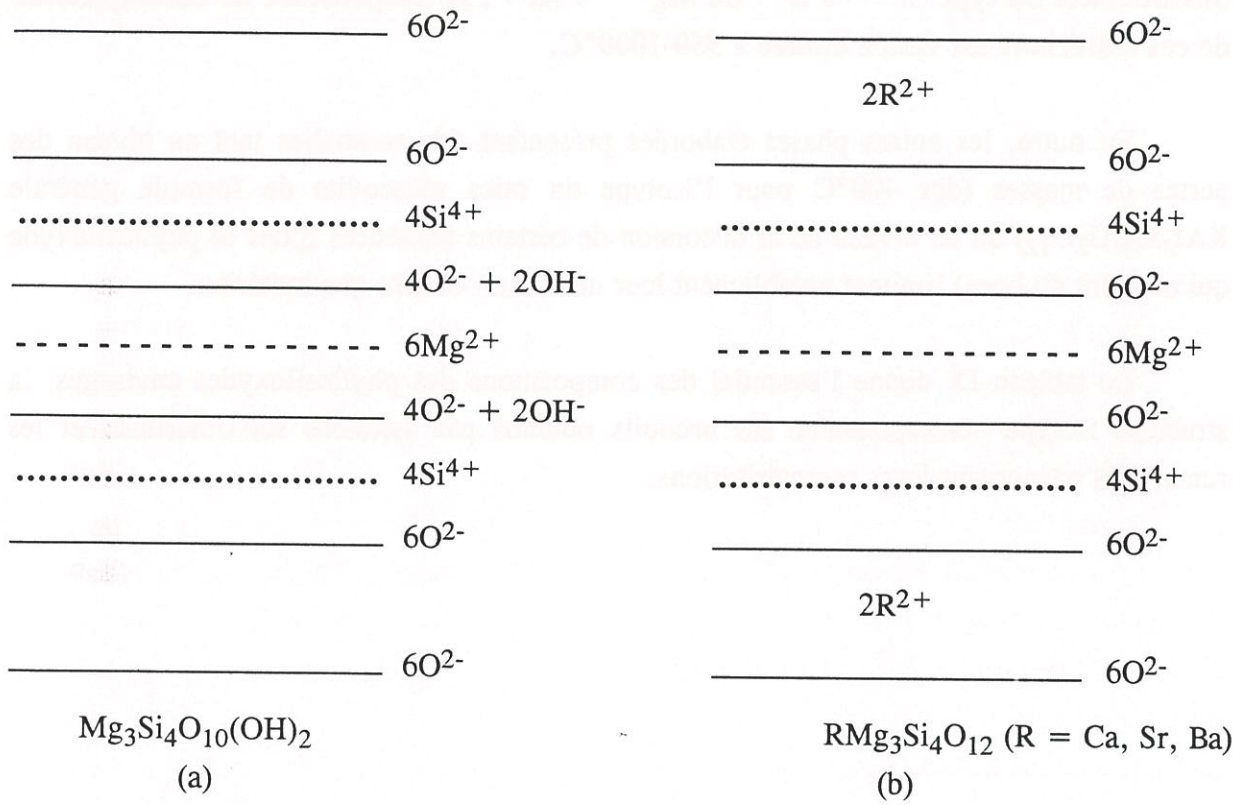 6O2-
6O2-
4Si4+
4O2- + 2OH-
6Mg2+
4O2- + 2OH-
4Si4+
6O2-
6O2-
Mg3Si4O10(OH)2
(a)
6O2-
2R2+
6O2-
4Si4+
6O2-
6Mg2+
6O2-
4Si4+
6O2-
2R2+
6O2-
RMg3Si4O12 (R = Ca, Sr, Ba)
(b)